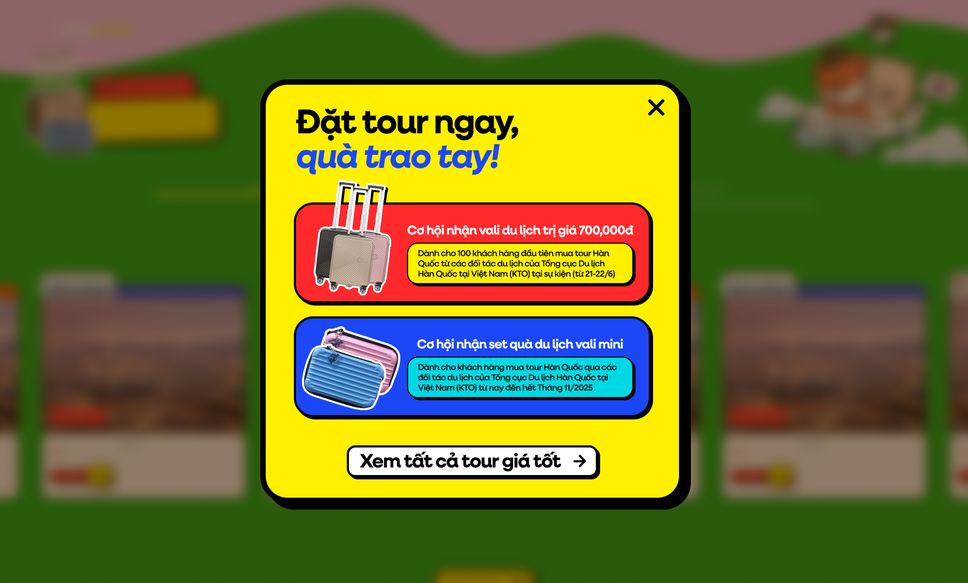 Đặt tour ngay,
quà trao tay!
Cơ hội nhận vali du lịch trị giá 700,000đ
Dành cho 100 khách hàng đầu tiên mua tour Hàn
Quốc từ các đối tác du lịch của Tổng cục Du lịch
Hàn Quốc tại Việt Nam (KTO) tại sự kiện (từ 21-22/6)
Cơ hội nhận set quà du lịch vali mini
Dành cho khách hàng mua tour Hàn Quốc qua các
đối tác du lịch của Tổng cục Du lịch Hàn Quốc tại
Việt Nam (KTO) từ nay đến hết Tháng 11/2025
Xem tất cả tour giá tốt →